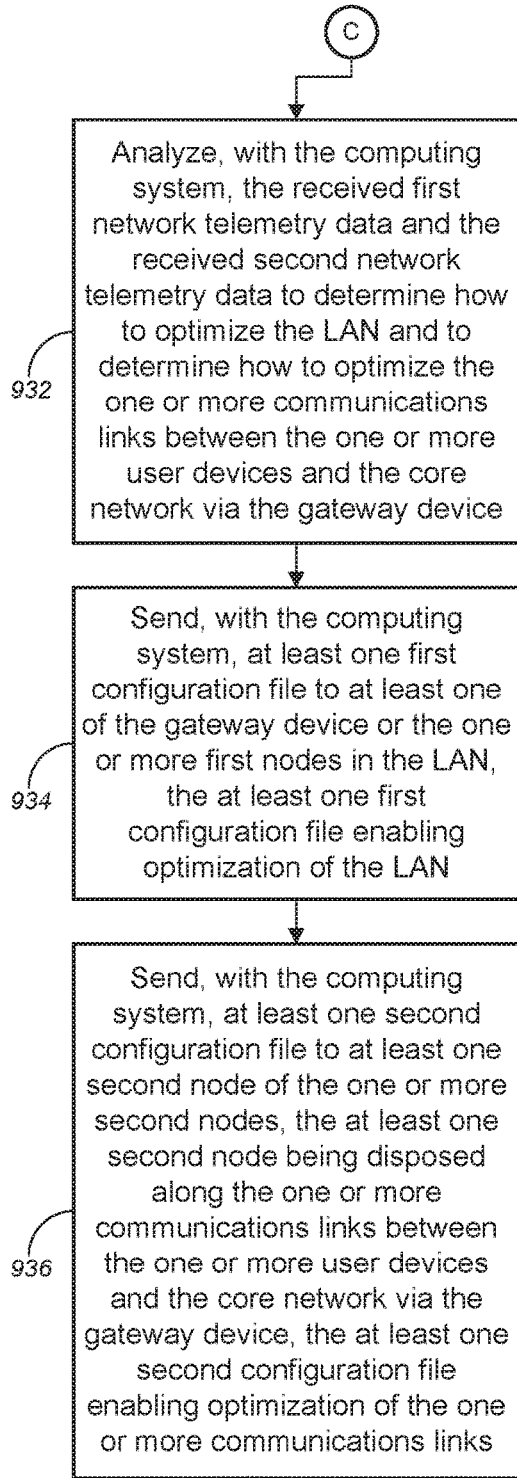 C
Analyze, with the computing
system, the received first
network telemetry data and the
received second network
telemetry data to determine how
to optimize the LAN and to
determine how to optimize the
one or more communications
links between the one or more
user devices and the core
network via the gateway device
932
Send, with the computing
system, at least one first
configuration file to at least one
of the gateway device or the one
or more first nodes in the LAN,
the at least one first
configuration file enabling
optimization of the LAN
934
Send, with the computing
system, at least one second
configuration file to at least one
second node of the one or more
second nodes, the at least one
second node being disposed
along the one or more
communications links between
the one or more user devices
and the core network via the
gateway device, the at least one
second configuration file
enabling optimization of the one
or more communications links
936